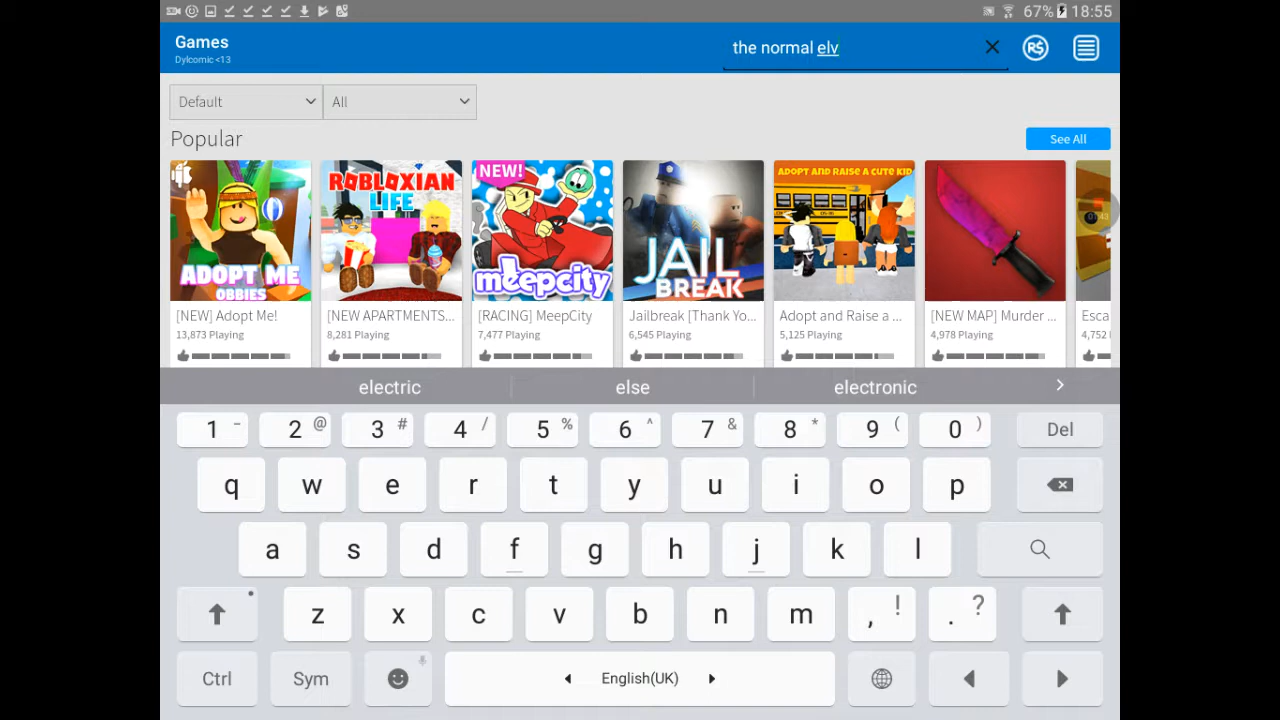 67% 18:55
Games
Dylcomic <13
the normal elv
R$
Default
All
Popular
See All
ADOPT ME
OBBIES
ROBLOXIAN
LIFE
NEW!
meepcity
JAIL
BREAK
ADOPT AND RAISE A CUTE KID
01:43
[NEW] Adopt Me!
[NEW APARTMENTS...
[RACING] MeepCity
Jailbreak [Thank Yo...
Adopt and Raise a ...
[NEW MAP] Murder ...
Esca
13,873 Playing
8,281 Playing
7,477 Playing
6,545 Playing
5,125 Playing
4,978 Playing
4,752
electric else electronic
1 - 2 @ 3 # 4 / 5 % 6 ^ 7 & 8 * 9 ( 0 ) Del
q w e r t y u i o p
a s d f g h j k l
z x c v b n m , ! . ?
Ctrl Sym English(UK)